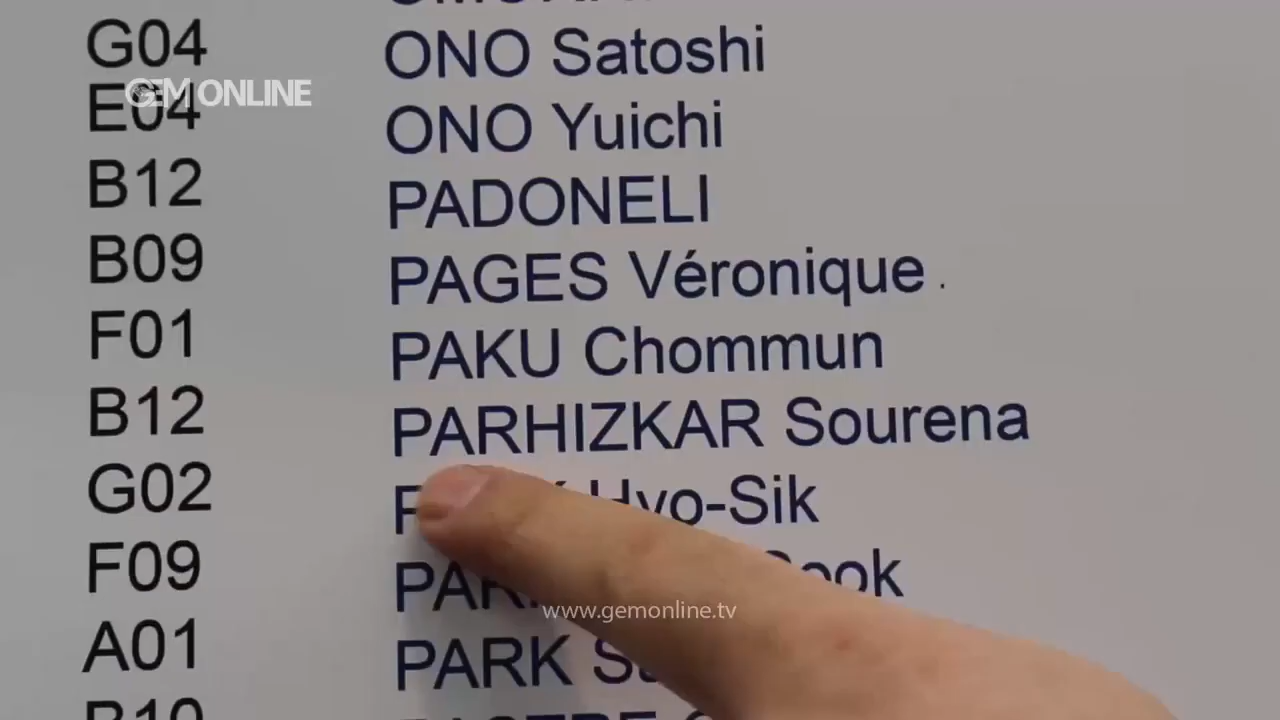 G04 ONO Satoshi
GEM ONLINE
E04 ONO Yuichi
B12 PADONELI
B09 PAGES Véronique
F01 PAKU Chommun
B12 PARHIZKAR Sourena
G02 Hyo-Sik
F09
www.gemonline.tv
A01 PARK
B10